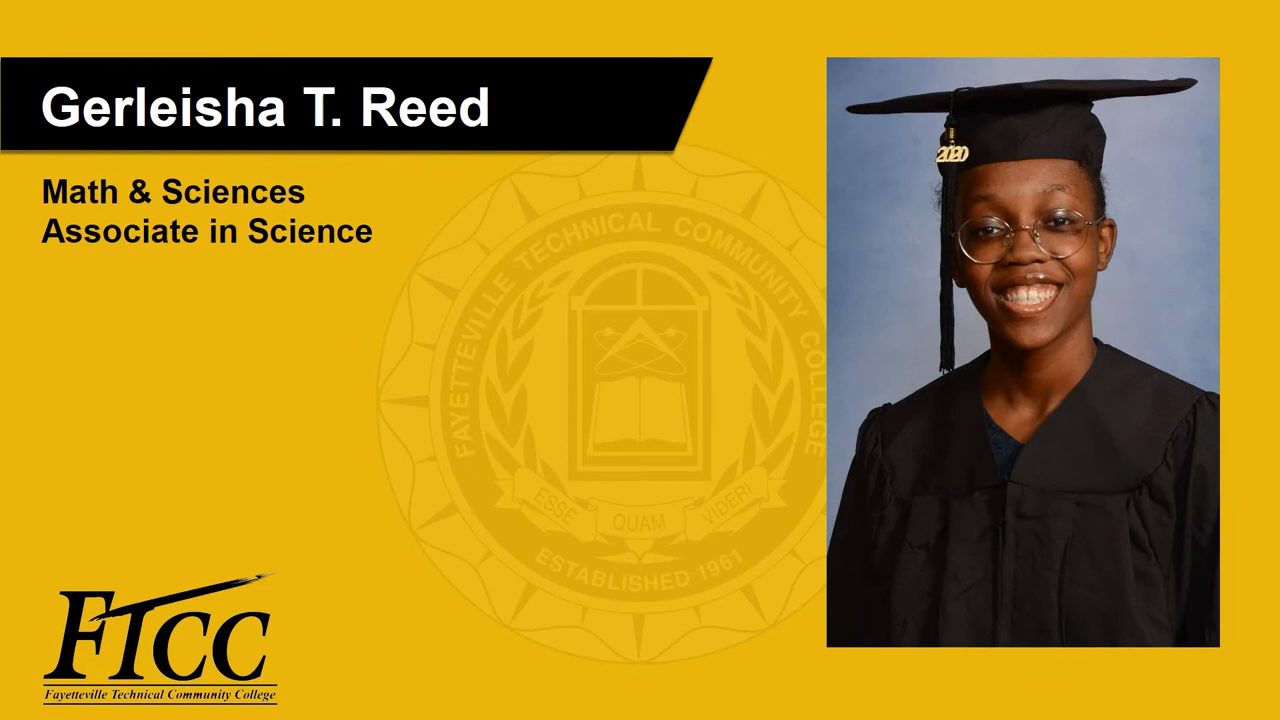 Gerleisha T. Reed
Math & Sciences
Associate in Science
2020
FAYETTEVILLE TECHNICAL COMMUNITY COLLEGE
ESSE QUAM VIDERI
ESTABLISHED 1961
FTCC
Fayetteville Technical Community College